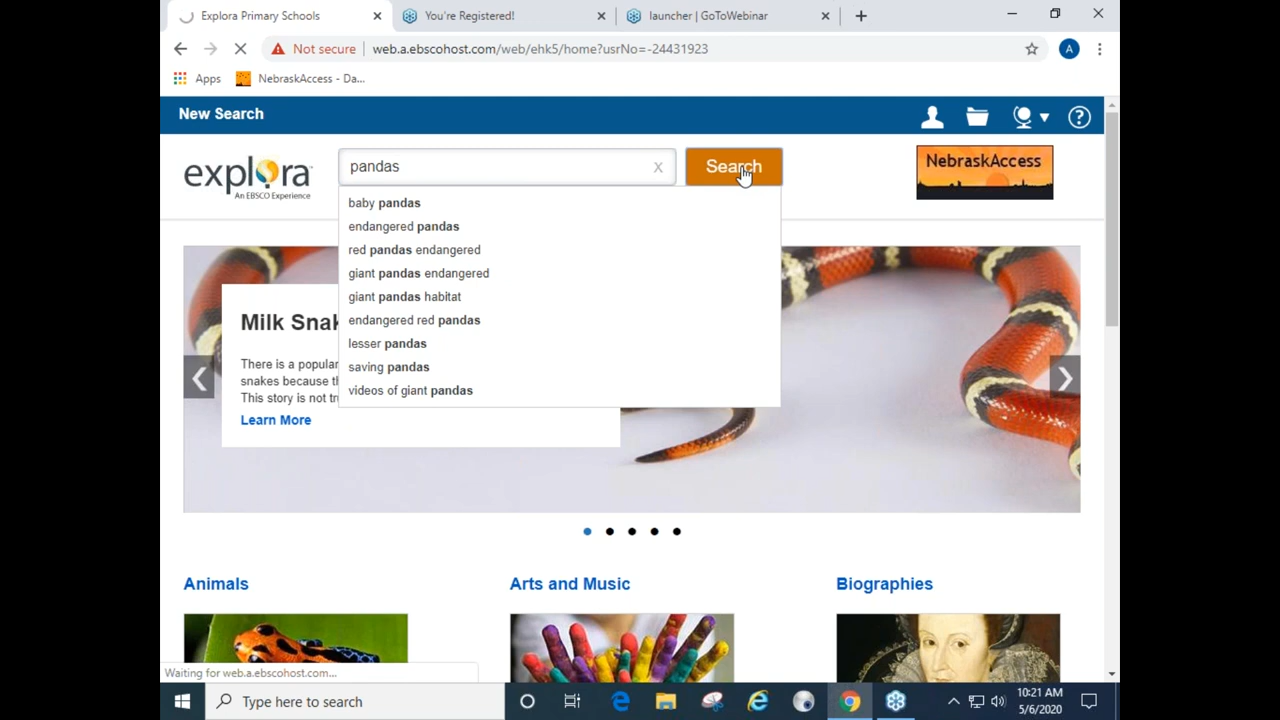 Explora Primary Schools
You're Registered!
launcher | GoToWebinar
Not secure
web.a.ebscohost.com/web/ehk5/home?usrNo=-24431923
A
Apps
NebraskAccess - Da...
New Search
explora
An EBSCO Experience
pandas
x
Search
NebraskAccess
baby pandas
endangered pandas
red pandas endangered
giant pandas endangered
giant pandas habitat
endangered red pandas
lesser pandas
saving pandas
videos of giant pandas
Milk Snak
There is a popular
snakes because th
This story is not tru
Learn More
Animals
Arts and Music
Biographies
Waiting for web.a.ebscohost.com...
Type here to search
10:21 AM
5/6/2020